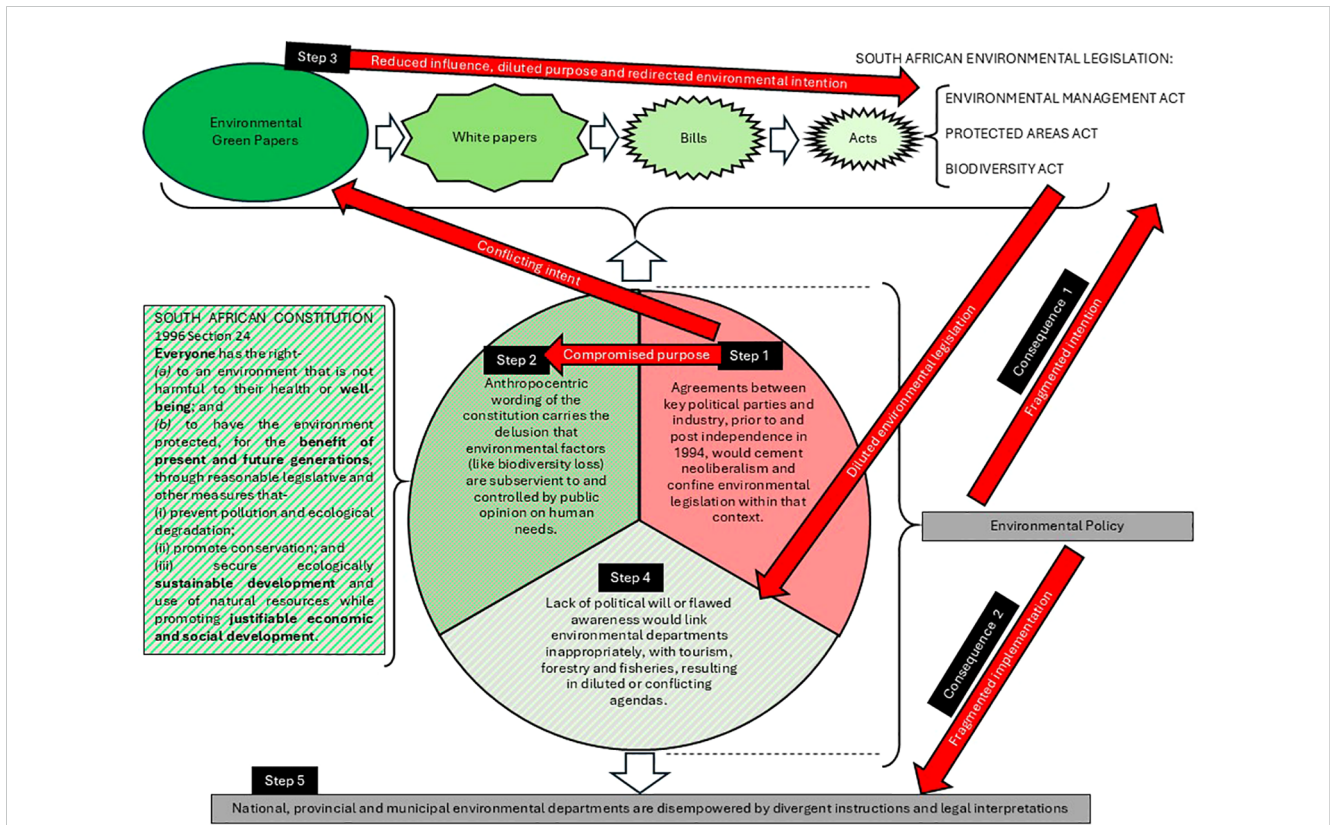 Step 3
Reduced influence, diluted purpose and redirected environmental intention
SOUTH AFRICAN ENVIRONMENTAL LEGISLATION:
Environmental
Green Papers
White papers
Bills
Acts
ENVIRONMENTAL MANAGEMENT ACT
PROTECTED AREAS ACT
BIODIVERSITY ACT
Conflicting intent
Diluted environmental legislation
Consequence 1
Fragmented intention
SOUTH AFRICAN CONSTITUTION
1996 Section 24
Everyone has the right-
(a) to an environment that is not
harmful to their health or well-
being; and
(b) to have the environment
protected, for the benefit of
present and future generations,
through reasonable legislative and
other measures that-
(i) prevent pollution and ecological
degradation;
(ii) promote conservation; and
(iii) secure ecologically
sustainable development and
use of natural resources while
promoting justifiable economic
and social development.
Step 2
Compromised purpose
Step 1
Anthropocentric
wording of the
constitution carries the
delusion that
environmental factors
(like biodiversity loss)
are subservient to and
controlled by public
opinion on human
needs.
Agreements between
key political parties and
industry, prior to and
post independence in
1994, would cement
neoliberalism and
confine environmental
legislation within that
context.
Environmental Policy
Step 4
Lack of political will or flawed
awareness would link
environmental departments
inappropriately, with tourism,
forestry and fisheries, resulting
in diluted or conflicting
agendas.
Consequence 2
Fragmented implementation
Step 5
National, provincial and municipal environmental departments are disempowered by divergent instructions and legal interpretations